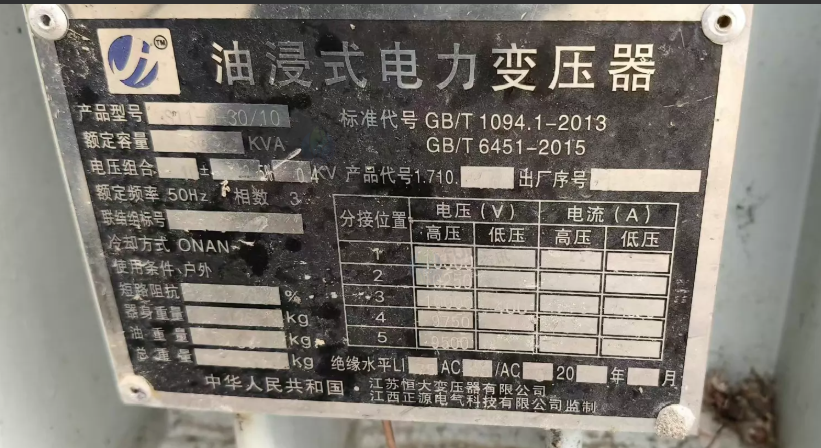 TM
油浸式电力变压器
产品型号 30/10 标准代号 GB/T 1094.1-2013
额定容量 KVA GB/T 6451-2015
电压组合 ± 5% 0.4KV 产品代号1.710. 出厂序号
额定频率 50Hz 相数 3
联结组标号
冷却方式 ONAN
使用条件 户外
短路阻抗 %
器身重量 kg
油重量 kg
总重量 kg
分接位置 电压(V) 电流(A)
高压 低压 高压 低压
1
2
3
4 9750
5 9500
绝缘水平LI AC /AC 20 年 月
中华人民共和国·江苏恒大变压器有限公司
江西正源电气科技有限公司监制